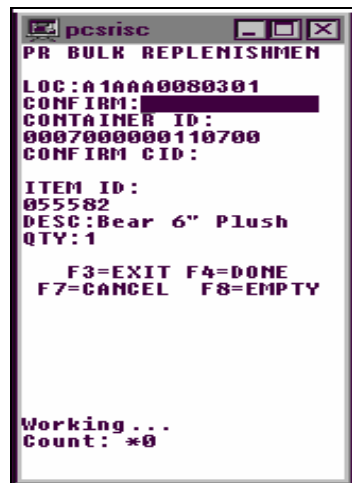 pcsrisc
PR BULK REPLENISHMEN
LOC:A1AAA0080301
CONFIRM:
CONTAINER ID:
0007000000110700
CONFIRM CID:
ITEM ID:
055582
DESC:Bear 6" Plush
QTY:1
F3=EXIT F4=DONE
F7=CANCEL F8=EMPTY
Working...
Count: *0